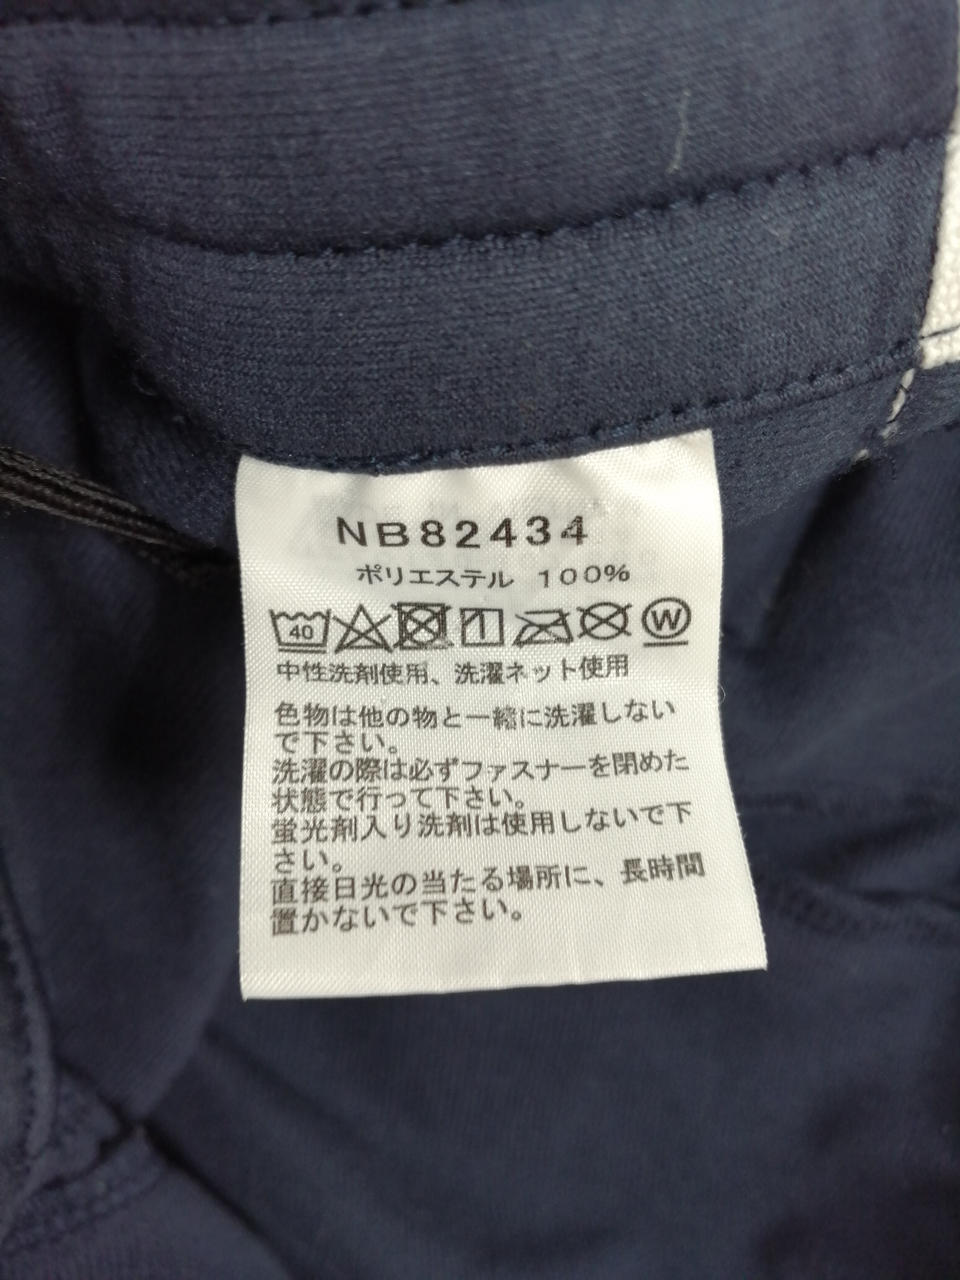 NB82434
ポリエステル 100%
40 W
中性洗剤使用、洗濯ネット使用
色物は他の物と一緒に洗濯しない
で下さい。
洗濯の際は必ずファスナーを閉めた
状態で行って下さい。
蛍光剤入り洗剤は使用しないで下
さい。
直接日光の当たる場所に、長時間
置かないで下さい。